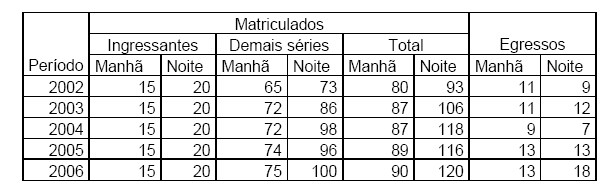 Matriculados
Ingressantes Demais séries Total Egressos
Período Manhã Noite Manhã Noite Manhã Noite Manhã Noite
2002 15 20 65 73 80 93 11 9
2003 15 20 72 86 87 106 11 12
2004 15 20 72 98 87 118 9 7
2005 15 20 74 96 89 116 13 13
2006 15 20 75 100 90 120 13 18